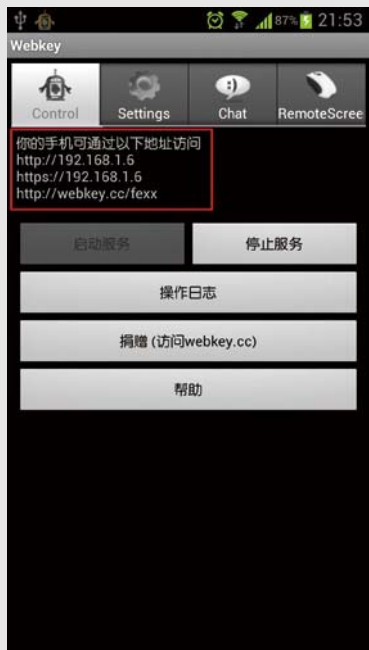 87% 21:53
Webkey
Control Settings Chat RemoteScree
你的手机可通过以下地址访问
http://192.168.1.6
https://192.168.1.6
http://webkey.cc/fexx
启动服务 停止服务
操作日志
捐赠 (访问webkey.cc)
帮助